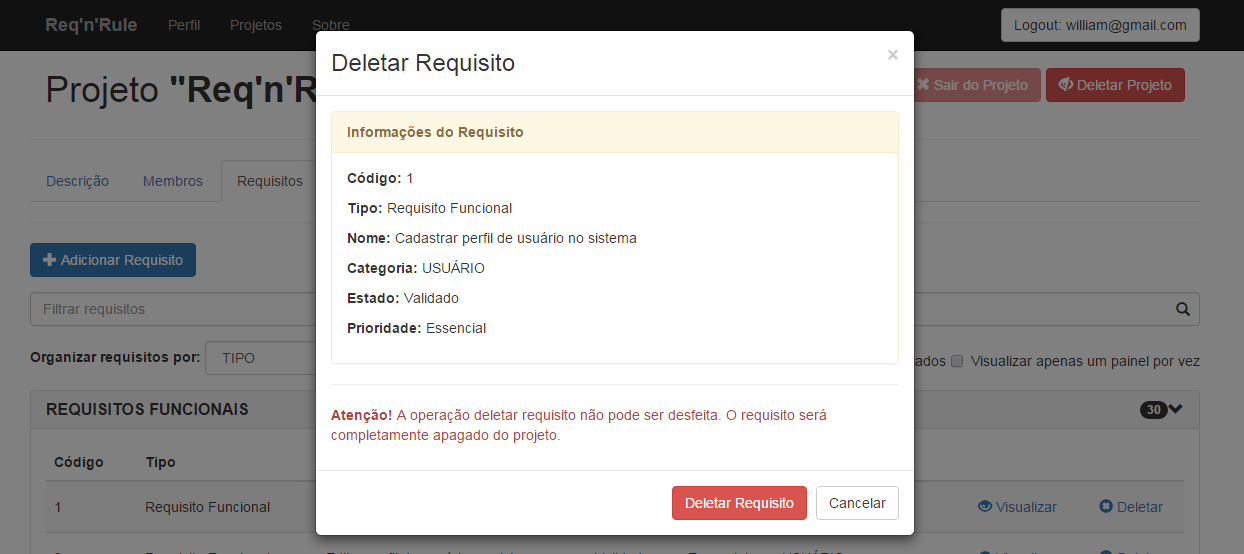 Req'n'Rule Perfil Projetos Sobre Logout: william@gmail.com
Deletar Requisito ×
Projeto "Req'n'R Sair do Projeto Deletar Projeto
Informações do Requisito
Código: 1
Descrição Membros Requisitos
Tipo: Requisito Funcional
Nome: Cadastrar perfil de usuário no sistema
Adicionar Requisito
Categoria: USUÁRIO
Estado: Validado
Filtrar requisitos
Prioridade: Essencial
Organizar requisitos por: TIPO ados Visualizar apenas um painel por vez
REQUISITOS FUNCIONAIS 30
Atenção! A operação deletar requisito não pode ser desfeita. O requisito será
completamente apagado do projeto.
Código Tipo
Deletar Requisito Cancelar
1 Requisito Funcional Visualizar Deletar